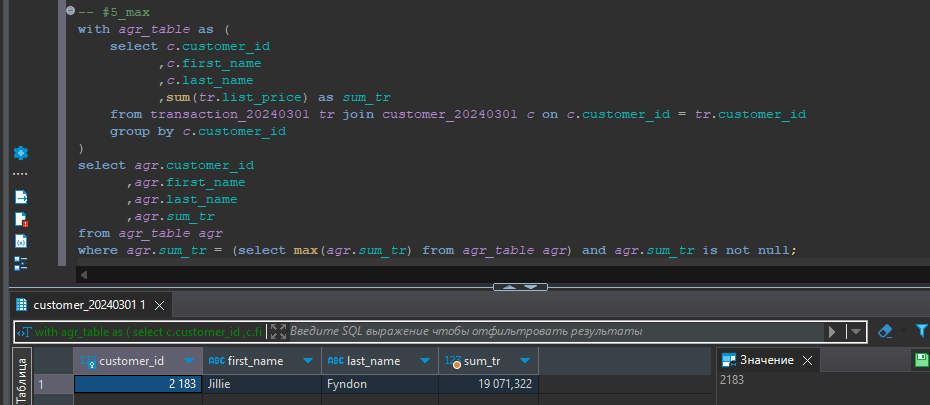 -- #5_max
with agr_table as (
select c.customer_id
,c.first_name
,c.last_name
,sum(tr.list_price) as sum_tr
from transaction_20240301 tr join customer_20240301 c on c.customer_id = tr.customer_id
group by c.customer_id
)
select agr.customer_id
,agr.first_name
,agr.last_name
,agr.sum_tr
from agr_table agr
where agr.sum_tr = (select max(agr.sum_tr) from agr_table agr) and agr.sum_tr is not null;
customer_20240301 1
with agr_table as ( select c.customer_id ,c.fi
Введите SQL выражение чтобы отфильтровать результаты
Таблица
123 customer_id ABC first_name ABC last_name 123 sum_tr
1 2 183 Jillie Fyndon 19 071,322
Значение
2183